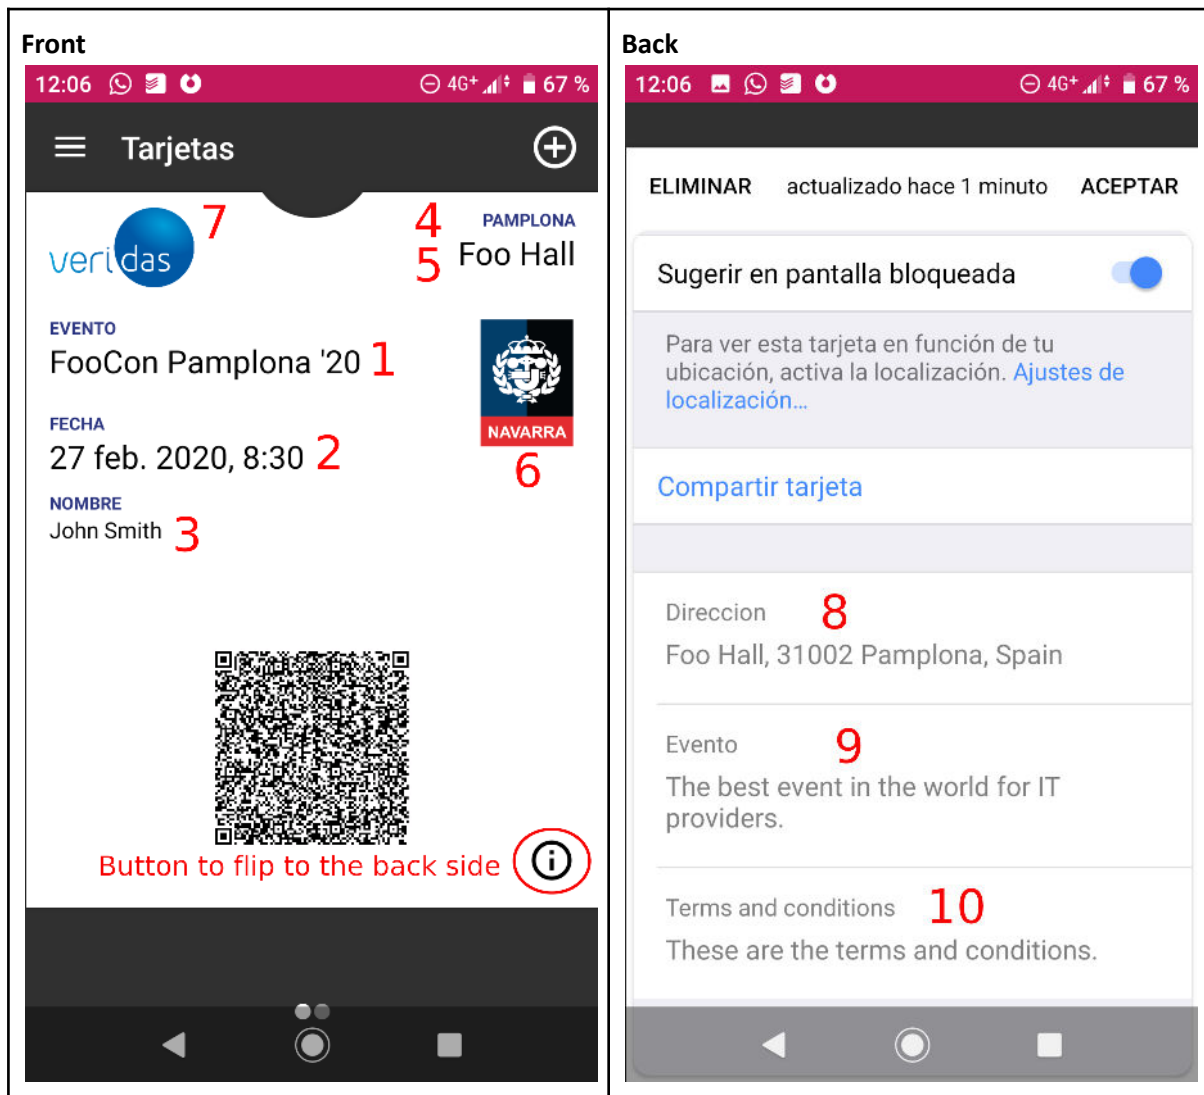 Front
12:06 4G+ 67 %
Tarjetas
veridas 7
4 PAMPLONA
5 Foo Hall
EVENTO
FooCon Pamplona '20 1
FECHA
27 feb. 2020, 8:30 2
NAVARRA
6
NOMBRE
John Smith 3
Button to flip to the back side
Back
12:06 4G+ 67 %
ELIMINAR actualizado hace 1 minuto ACEPTAR
Sugerir en pantalla bloqueada
Para ver esta tarjeta en función de tu
ubicación, activa la localización. Ajustes de
localización...
Compartir tarjeta
Direccion 8
Foo Hall, 31002 Pamplona, Spain
Evento 9
The best event in the world for IT
providers.
Terms and conditions 10
These are the terms and conditions.